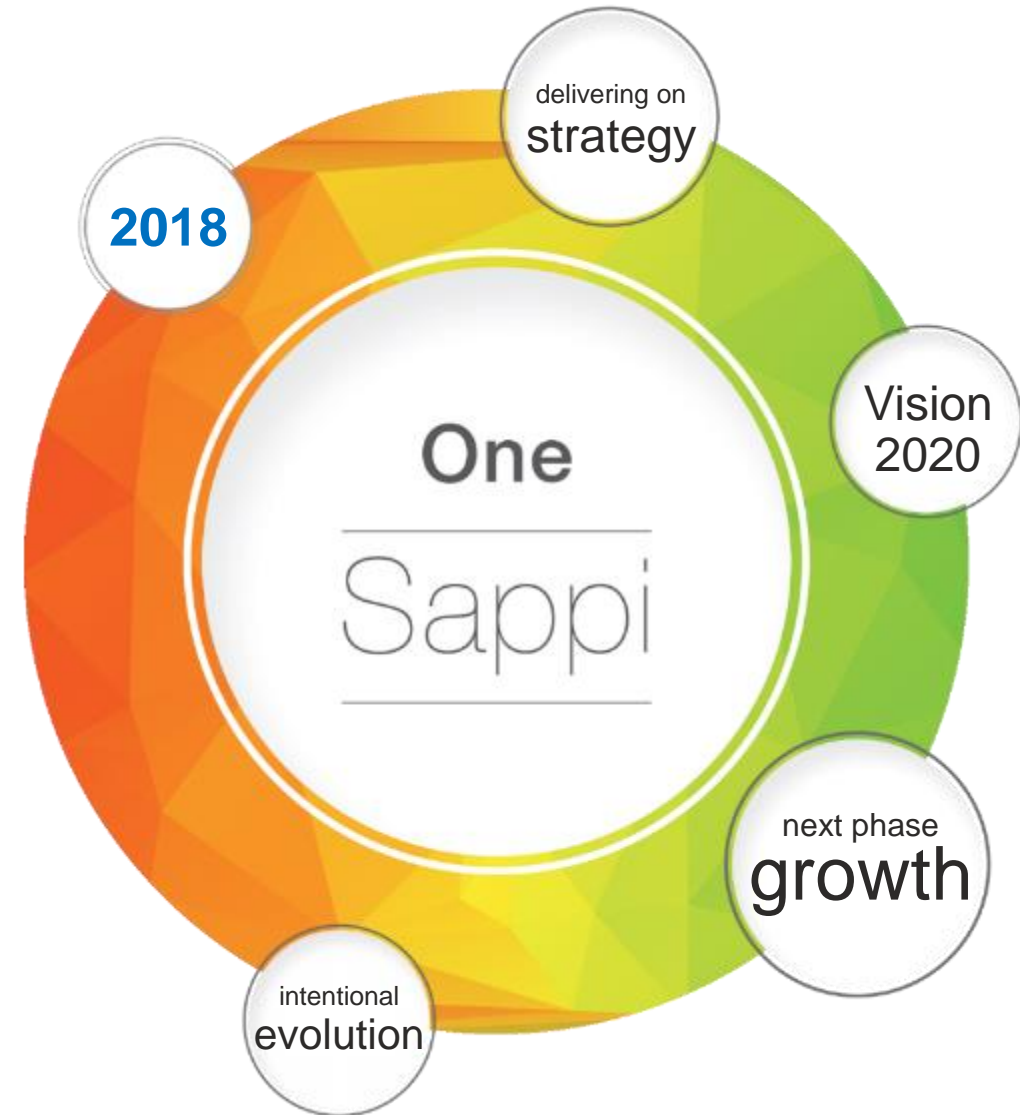 delivering on
strategy
2018
Vision
2020
One
Sappi
next phase
growth
intentional
evolution